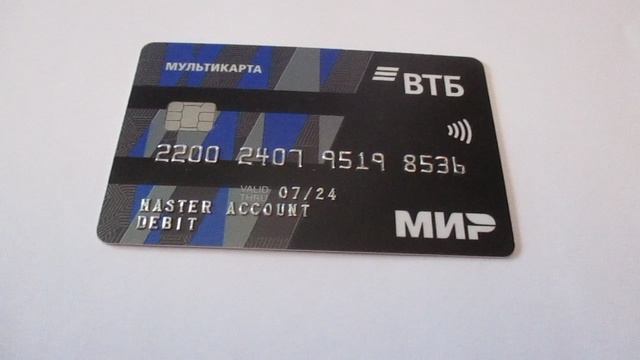 МУЛЬТИКАРТА
ВТБ
2200 2407 9519 8536
VALID THRU 07/24
MASTER ACCOUNT
DEBIT
МИР